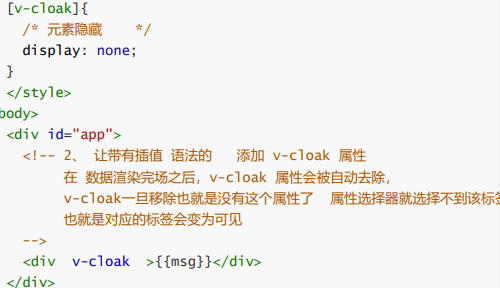 [v-cloak]{
/* 元素隐藏    */
display: none;
}
</style>
body>
<div id="app">
<!-- 2、 让带有插值 语法的   添加 v-cloak 属性
在 数据渲染完场之后，v-cloak 属性会被自动去除，
v-cloak一旦移除也就是没有这个属性了  属性选择器就选择不到该标签
也就是对应的标签会变为可见
-->
<div  v-cloak  >{{msg}}</div>
</div>